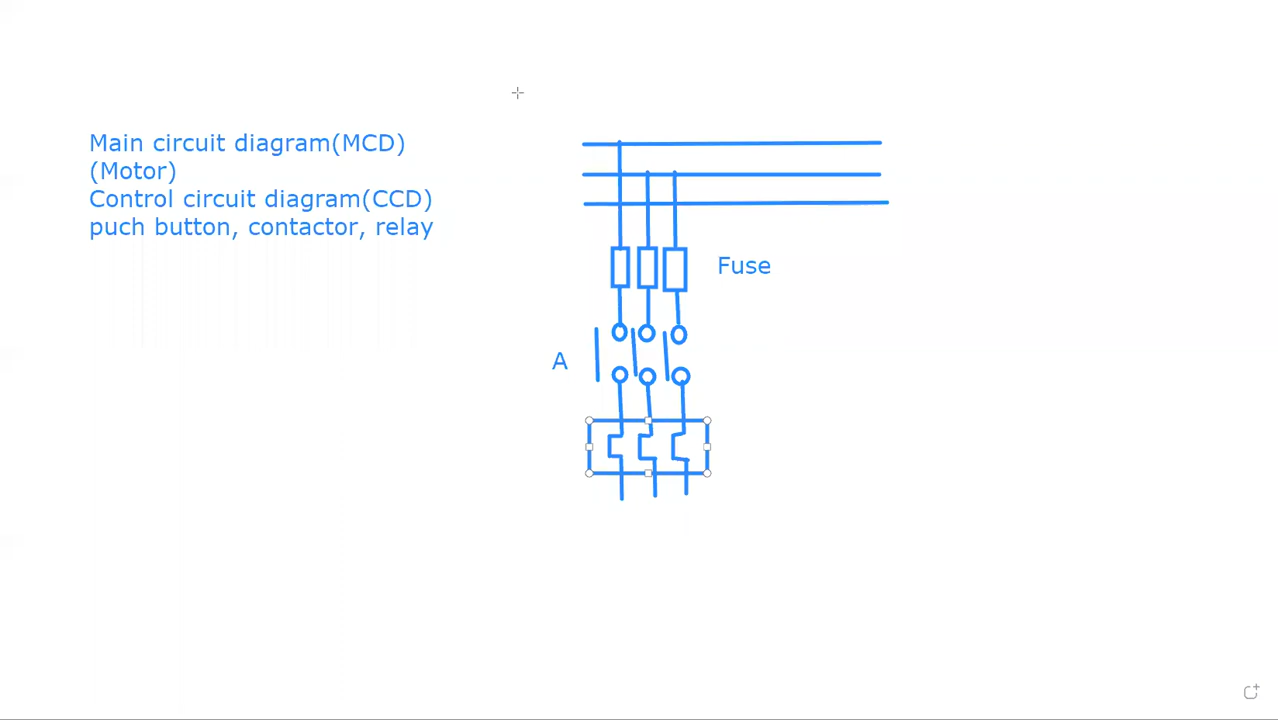 Main circuit diagram(MCD)
(Motor)
Control circuit diagram(CCD)
puch button, contactor, relay
Fuse
A